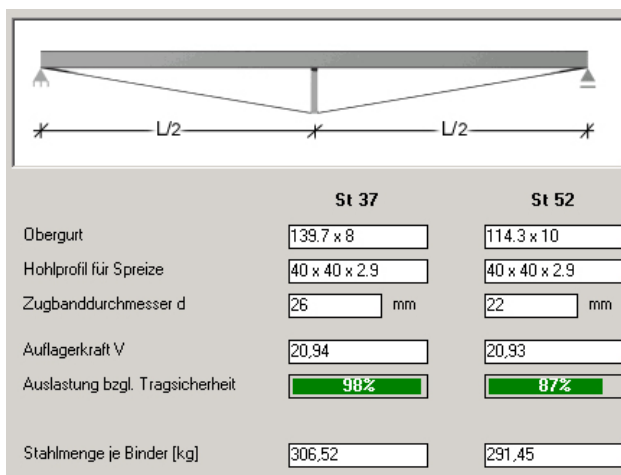 L/2 L/2
St 37 St 52
Obergurt 139.7 x 8 114.3 x 10
Hohlprofil für Spreize 40 x 40 x 2.9 40 x 40 x 2.9
Zugbanddurchmesser d 26 mm 22 mm
Auflagerkraft V 20,94 20,93
Auslastung bzgl. Tragsicherheit 98% 87%
Stahlmenge je Binder [kg] 306,52 291,45